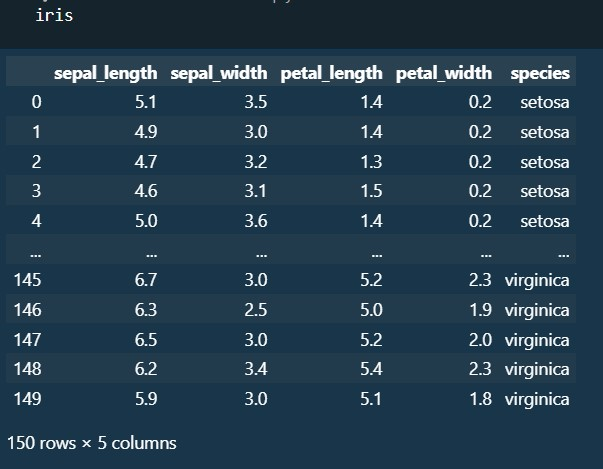 iris
sepal_length sepal_width petal_length petal_width species
0 5.1 3.5 1.4 0.2 setosa
1 4.9 3.0 1.4 0.2 setosa
2 4.7 3.2 1.3 0.2 setosa
3 4.6 3.1 1.5 0.2 setosa
4 5.0 3.6 1.4 0.2 setosa
... ... ... ... ... ...
145 6.7 3.0 5.2 2.3 virginica
146 6.3 2.5 5.0 1.9 virginica
147 6.5 3.0 5.2 2.0 virginica
148 6.2 3.4 5.4 2.3 virginica
149 5.9 3.0 5.1 1.8 virginica
150 rows × 5 columns